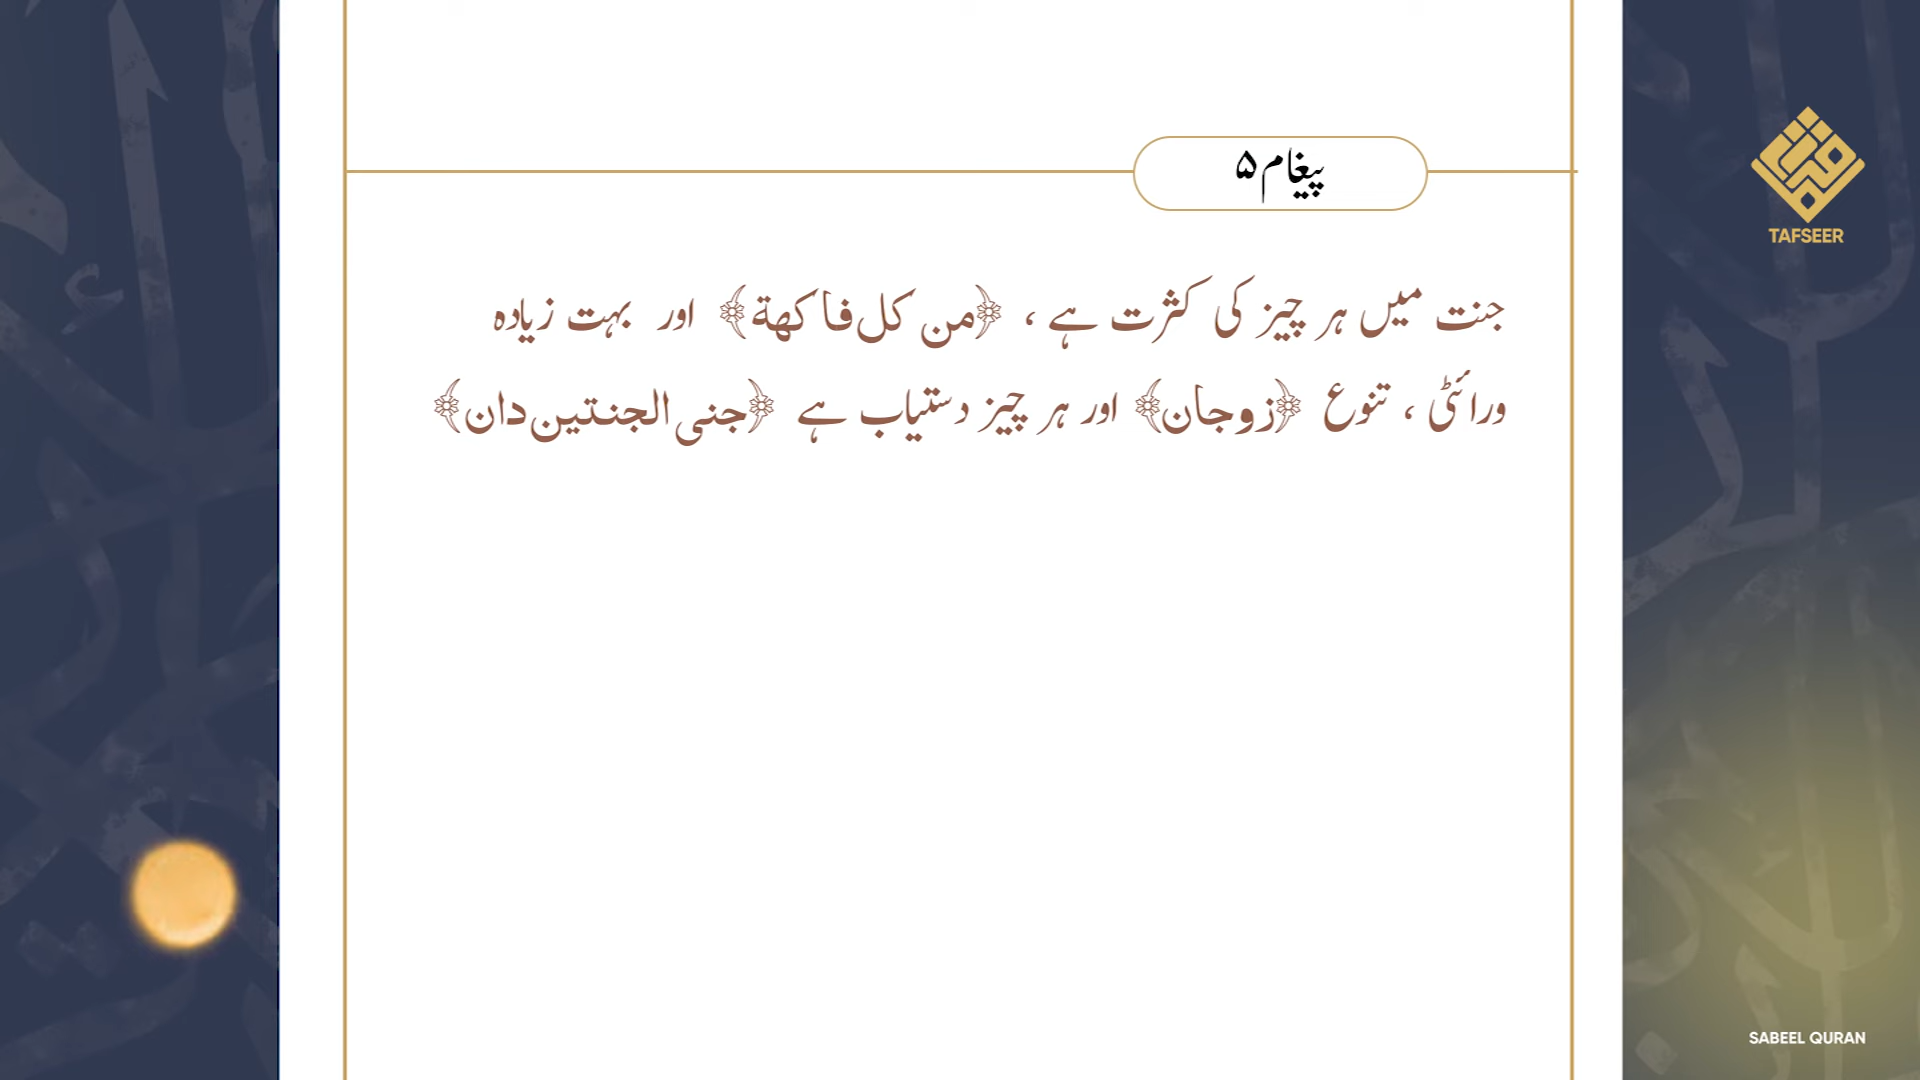 پیغام ۵
جنت میں ہر چیز کی کثرت ہے ، ﴿من کل فاکهة﴾ اور بہت زیادہ
ورائٹی ، تنوع ﴿زوجان﴾ اور ہر چیز دستیاب ہے ﴿جنی الجنتین دان﴾
TAFSEER
SABEEL QURAN